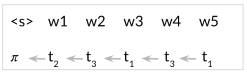 <s> w1 w2 w3 w4 w5
π ← t₂ ← t₃ ← t₁ ← t₃ ← t₁